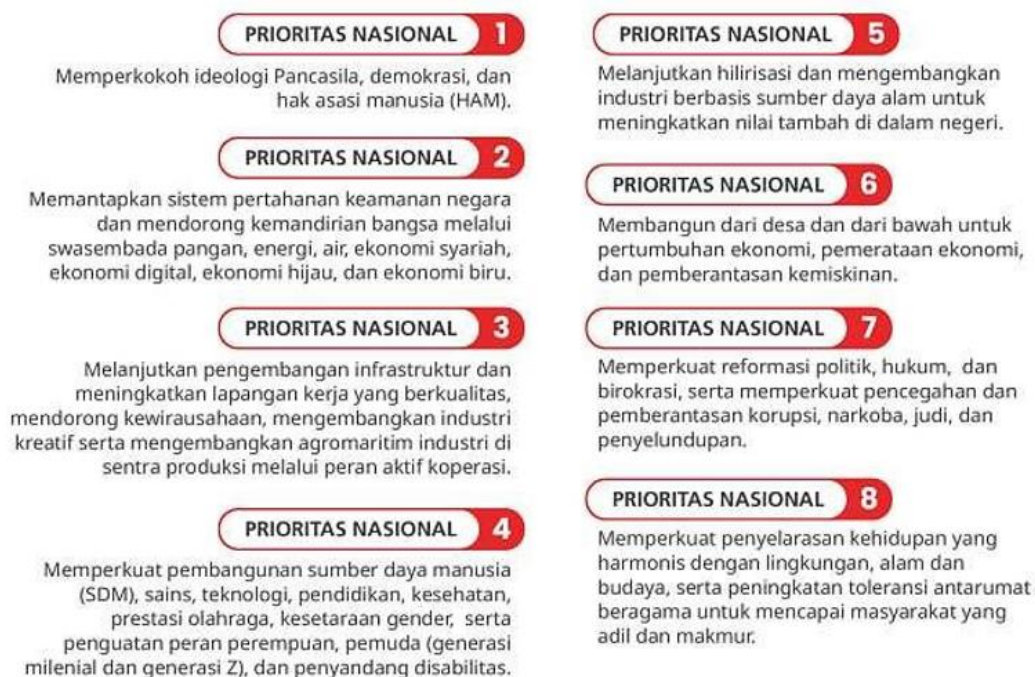 PRIORITAS NASIONAL 1
Memperkokoh ideologi Pancasila, demokrasi, dan
hak asasi manusia (HAM).
PRIORITAS NASIONAL 2
Memantapkan sistem pertahanan keamanan negara
dan mendorong kemandirian bangsa melalui
swasembada pangan, energi, air, ekonomi syariah,
ekonomi digital, ekonomi hijau, dan ekonomi biru.
PRIORITAS NASIONAL 3
Melanjutkan pengembangan infrastruktur dan
meningkatkan lapangan kerja yang berkualitas,
mendorong kewirausahaan, mengembangkan industri
kreatif serta mengembangkan agromaritim industri di
sentra produksi melalui peran aktif koperasi.
PRIORITAS NASIONAL 4
Memperkuat pembangunan sumber daya manusia
(SDM), sains, teknologi, pendidikan, kesehatan,
prestasi olahraga, kesetaraan gender, serta
penguatan peran perempuan, pemuda (generasi
milenial dan generasi Z), dan penyandang disabilitas.
PRIORITAS NASIONAL 5
Melanjutkan hilirisasi dan mengembangkan
industri berbasis sumber daya alam untuk
meningkatkan nilai tambah di dalam negeri.
PRIORITAS NASIONAL 6
Membangun dari desa dan dari bawah untuk
pertumbuhan ekonomi, pemerataan ekonomi,
dan pemberantasan kemiskinan.
PRIORITAS NASIONAL 7
Memperkuat reformasi politik, hukum, dan
birokrasi, serta memperkuat pencegahan dan
pemberantasan korupsi, narkoba, judi, dan
penyelundupan.
PRIORITAS NASIONAL 8
Memperkuat penyelarasan kehidupan yang
harmonis dengan lingkungan, alam dan
budaya, serta peningkatan toleransi antarumat
beragama untuk mencapai masyarakat yang
adil dan makmur.